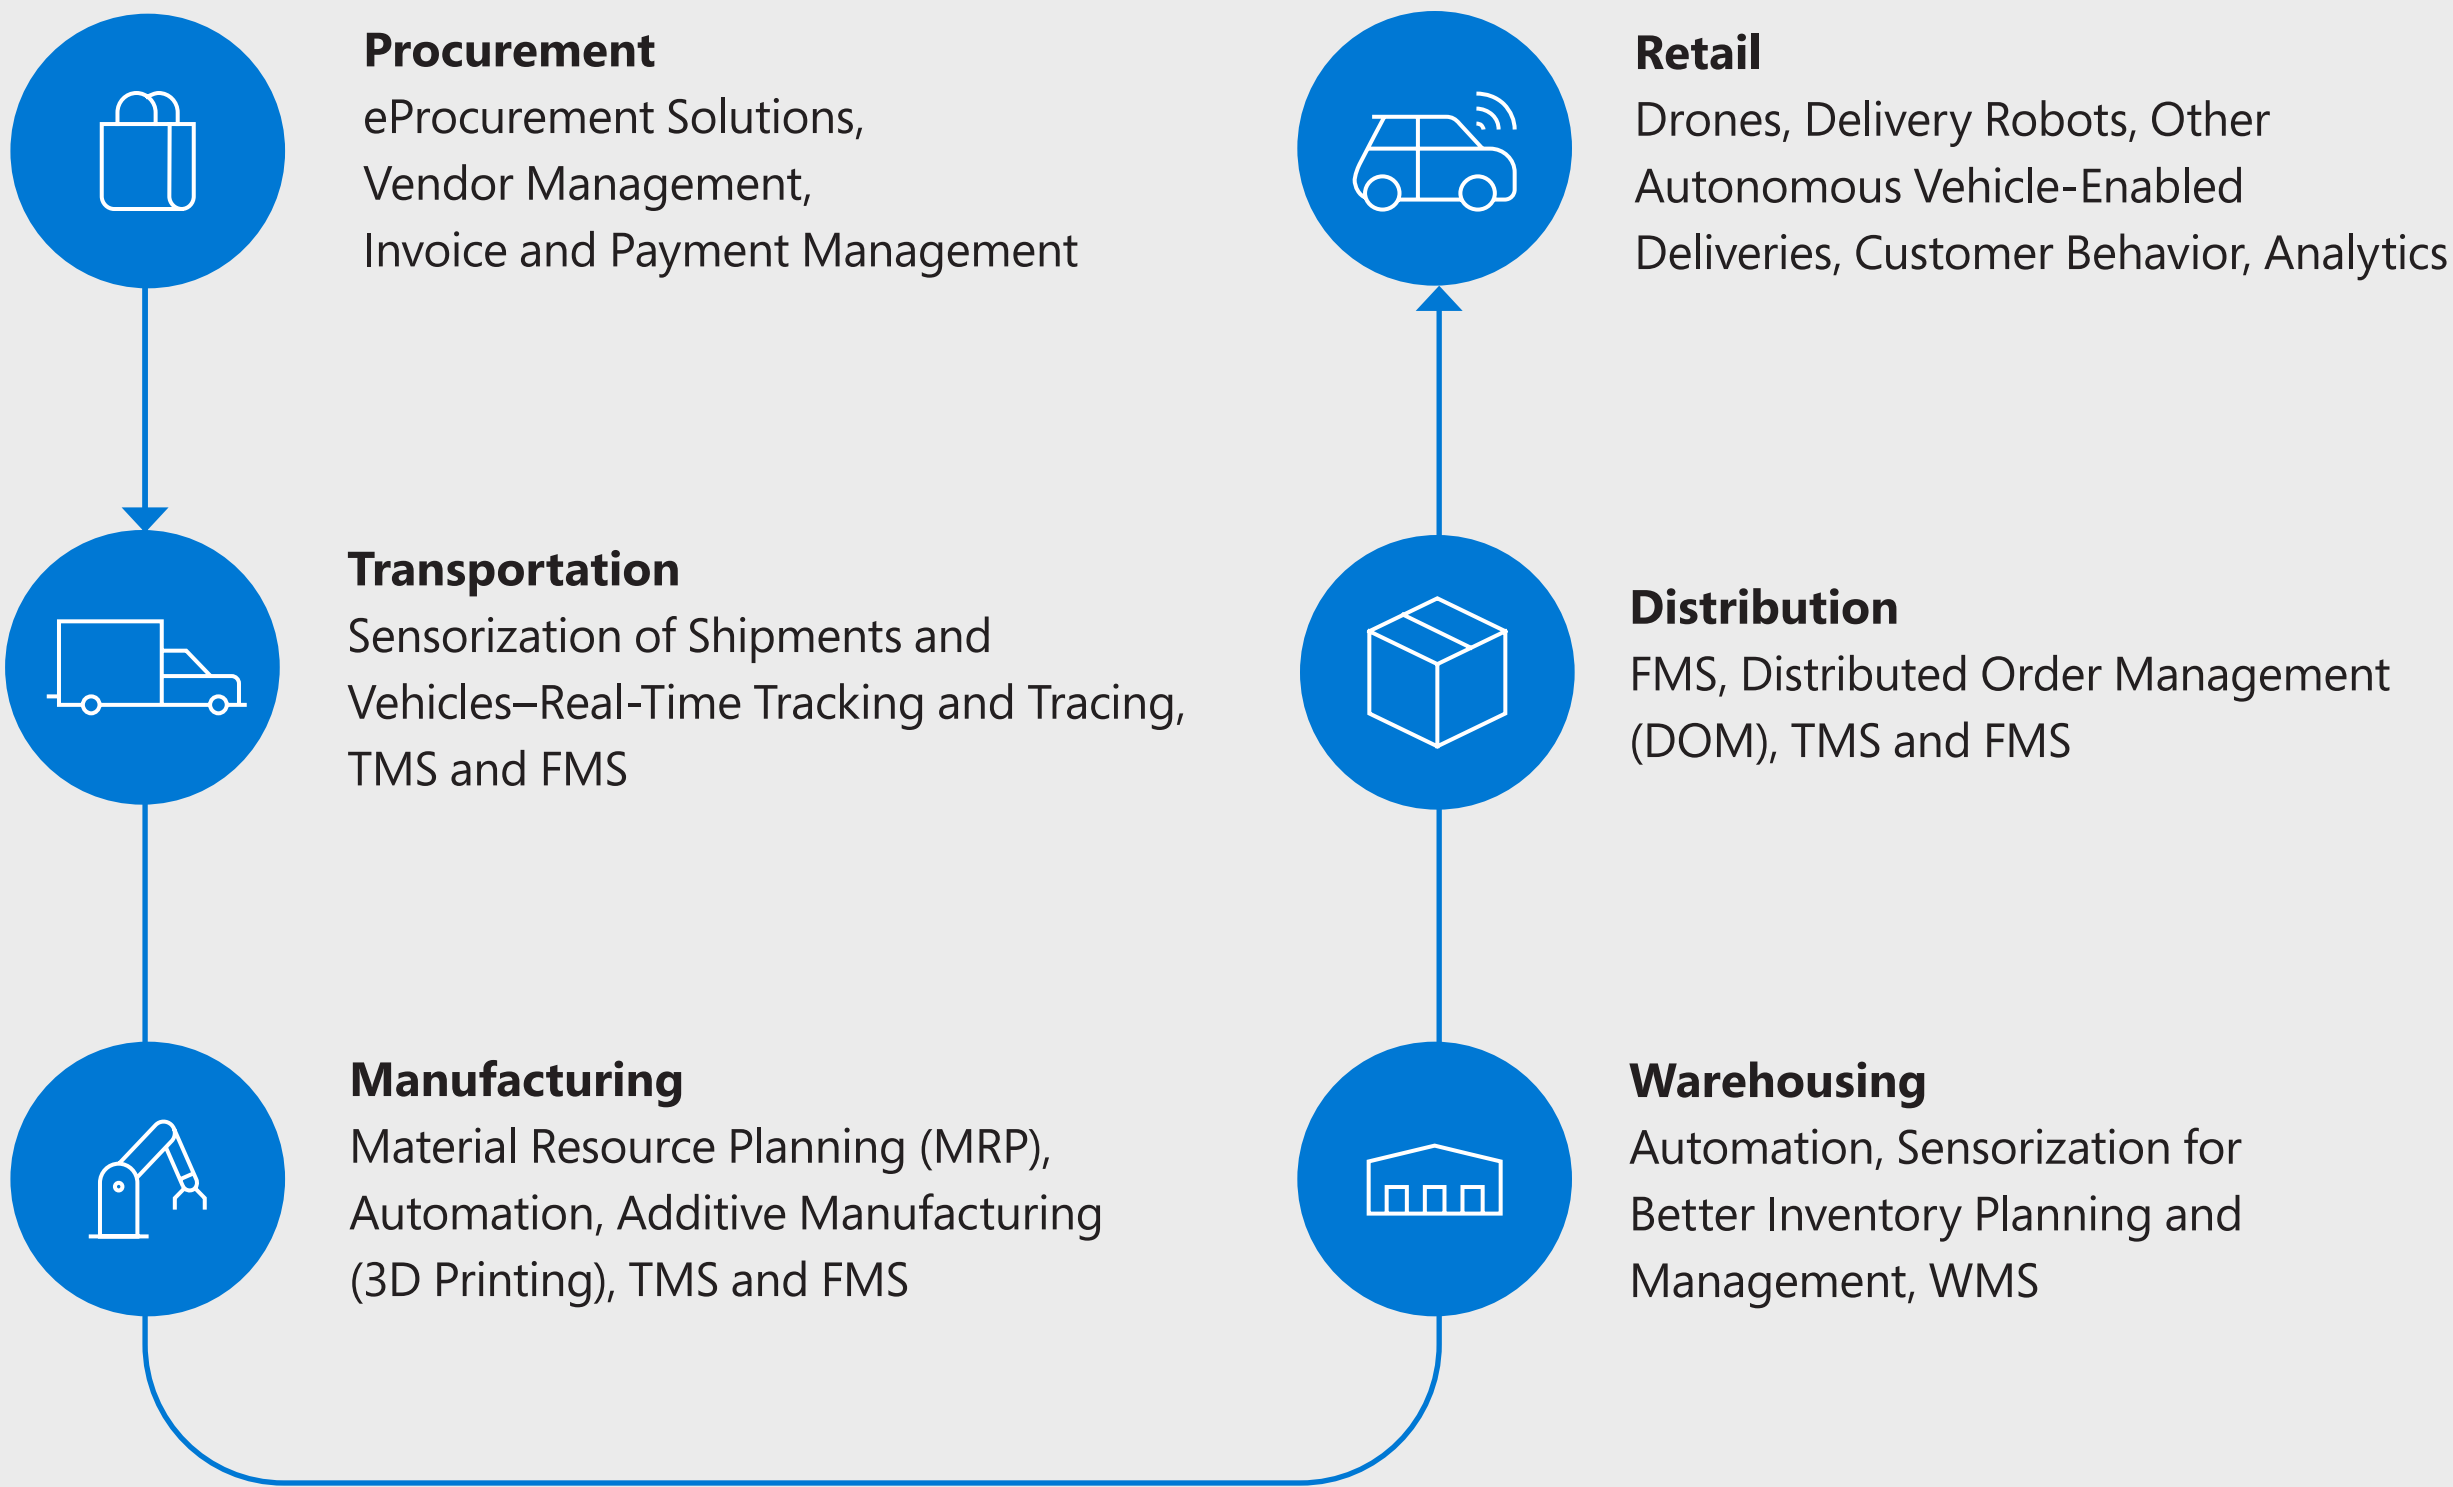 Procurement
eProcurement Solutions,
Vendor Management,
Invoice and Payment Management
Transportation
Sensorization of Shipments and
Vehicles–Real-Time Tracking and Tracing,
TMS and FMS
Manufacturing
Material Resource Planning (MRP),
Automation, Additive Manufacturing
(3D Printing), TMS and FMS
Retail
Drones, Delivery Robots, Other
Autonomous Vehicle-Enabled
Deliveries, Customer Behavior, Analytics
Distribution
FMS, Distributed Order Management
(DOM), TMS and FMS
Warehousing
Automation, Sensorization for
Better Inventory Planning and
Management, WMS